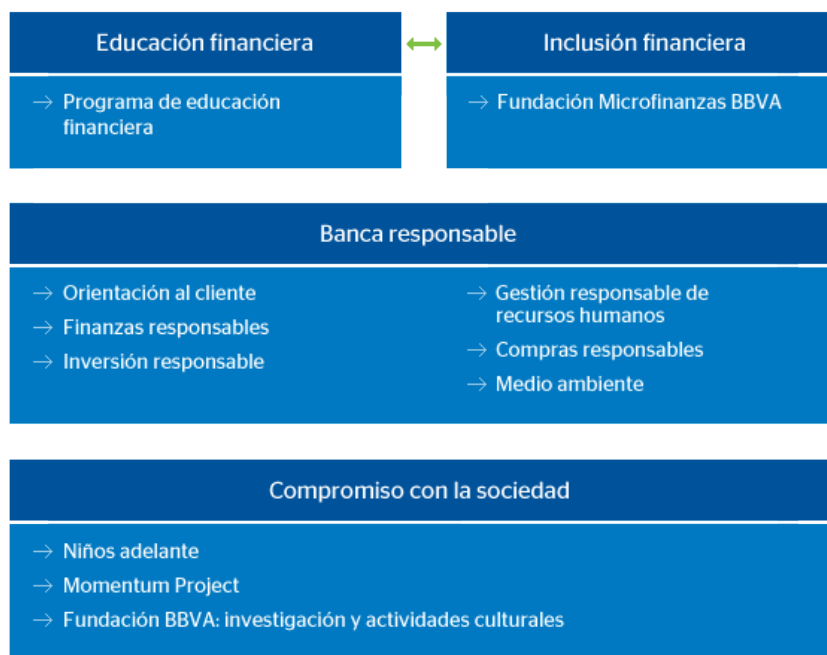 Educación financiera
→ Programa de educación
financiera
Inclusión financiera
→ Fundación Microfinanzas BBVA
Banca responsable
→ Orientación al cliente
→ Finanzas responsables
→ Inversión responsable
→ Gestión responsable de
recursos humanos
→ Compras responsables
→ Medio ambiente
Compromiso con la sociedad
→ Niños adelante
→ Momentum Project
→ Fundación BBVA: investigación y actividades culturales